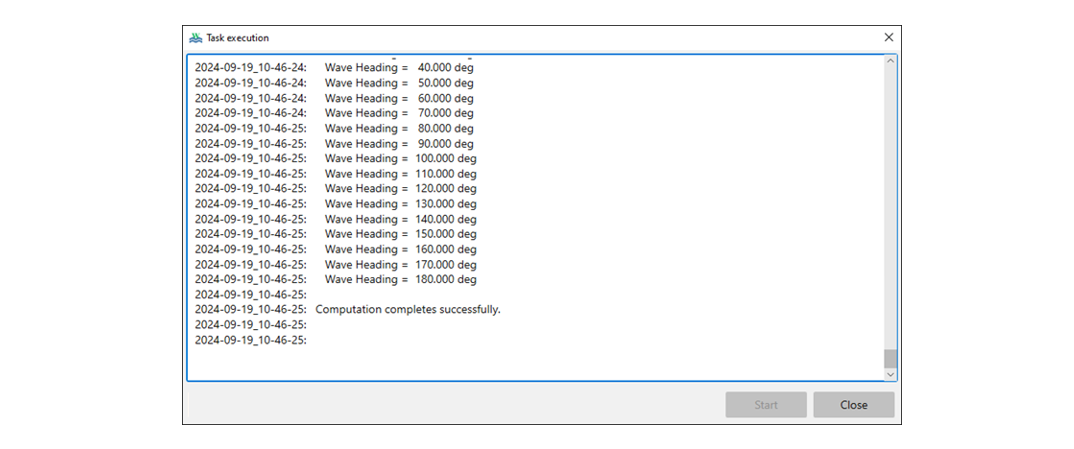 Task execution
2024-09-19_10-46-24: Wave Heading = 40.000 deg
2024-09-19_10-46-24: Wave Heading = 50.000 deg
2024-09-19_10-46-24: Wave Heading = 60.000 deg
2024-09-19_10-46-24: Wave Heading = 70.000 deg
2024-09-19_10-46-25: Wave Heading = 80.000 deg
2024-09-19_10-46-25: Wave Heading = 90.000 deg
2024-09-19_10-46-25: Wave Heading = 100.000 deg
2024-09-19_10-46-25: Wave Heading = 110.000 deg
2024-09-19_10-46-25: Wave Heading = 120.000 deg
2024-09-19_10-46-25: Wave Heading = 130.000 deg
2024-09-19_10-46-25: Wave Heading = 140.000 deg
2024-09-19_10-46-25: Wave Heading = 150.000 deg
2024-09-19_10-46-25: Wave Heading = 160.000 deg
2024-09-19_10-46-25: Wave Heading = 170.000 deg
2024-09-19_10-46-25: Wave Heading = 180.000 deg
2024-09-19_10-46-25:
2024-09-19_10-46-25: Computation completes successfully.
2024-09-19_10-46-25:
2024-09-19_10-46-25:
Start Close